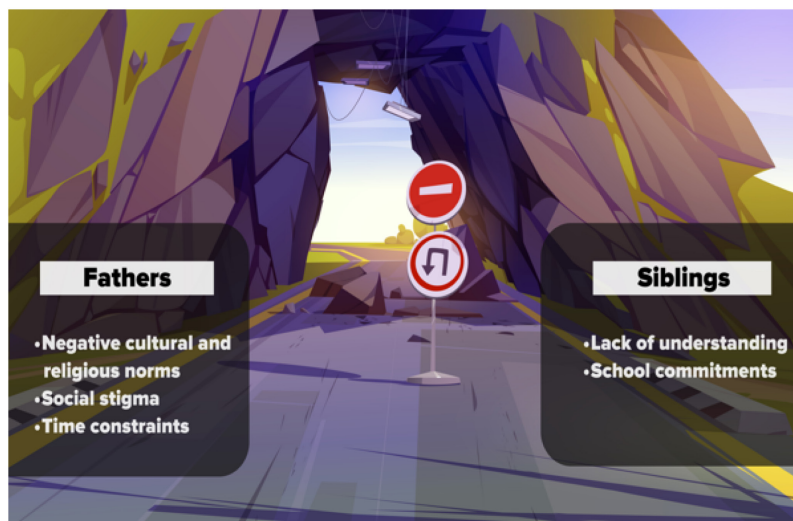 Fathers
•Negative cultural and
religious norms
•Social stigma
•Time constraints
Siblings
•Lack of understanding
•School commitments